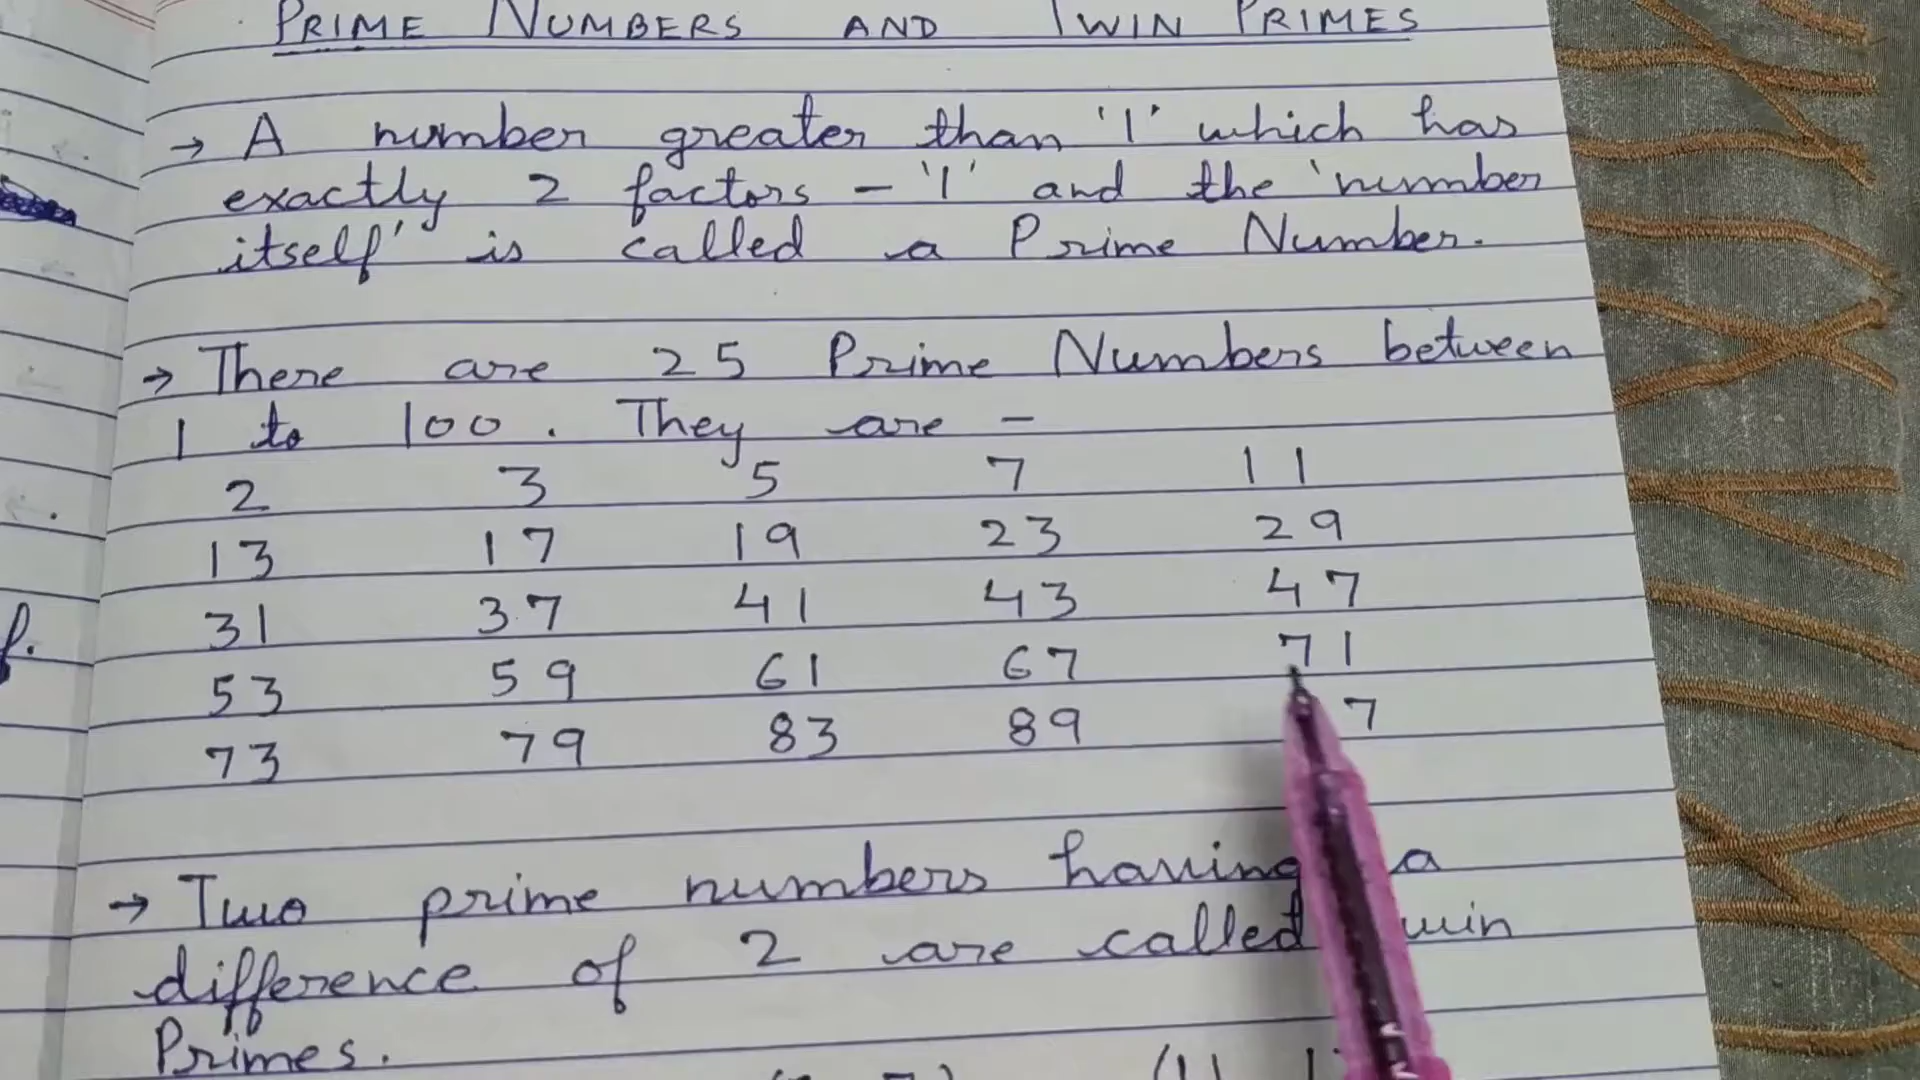 PRIME NUMBERS AND TWIN PRIMES
→ A number greater than '1' which has
exactly 2 factors - '1' and the 'number
itself' is called a Prime Number.
→ There are 25 Prime Numbers between
1 to 100. They are -
2 3 5 7 11
13 17 19 23 29
31 37 41 43 47
53 59 61 67 71
73 79 83 89 7
→ Two prime numbers having a
difference of 2 are called win
Primes.